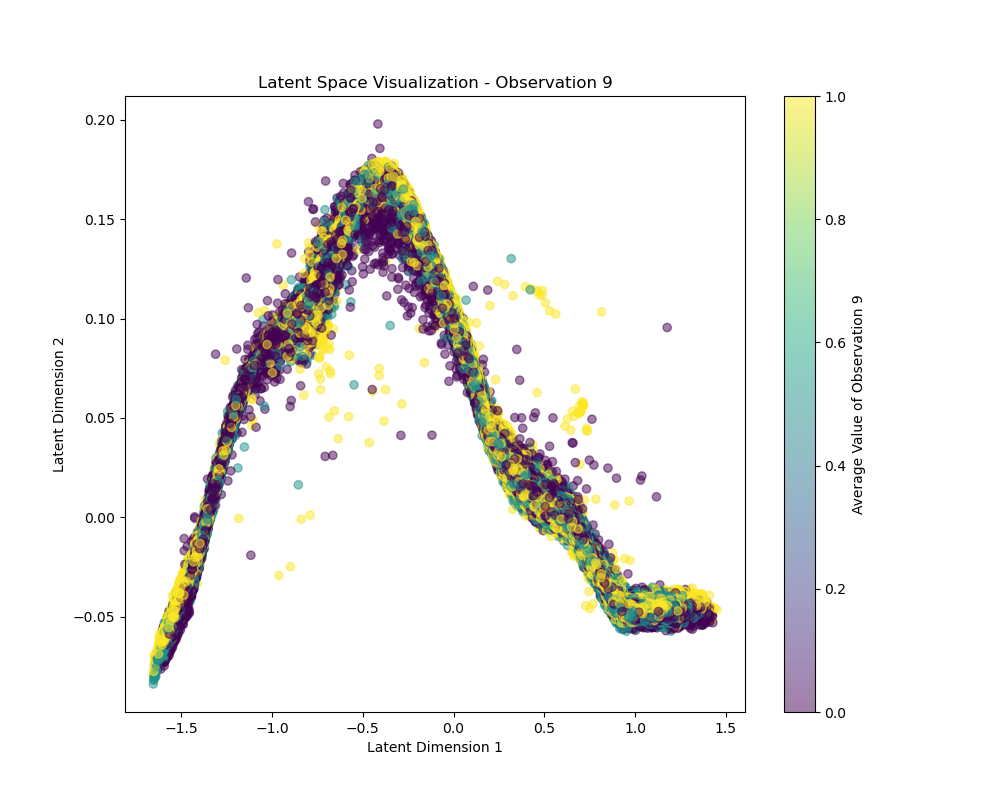 Latent Space Visualization - Observation 9
0.20
0.15
0.10
0.05
0.00
−0.05
Latent Dimension 2
−1.5 −1.0 −0.5 0.0 0.5 1.0 1.5
Latent Dimension 1
1.0
0.8
0.6
0.4
0.2
0.0
Average Value of Observation 9